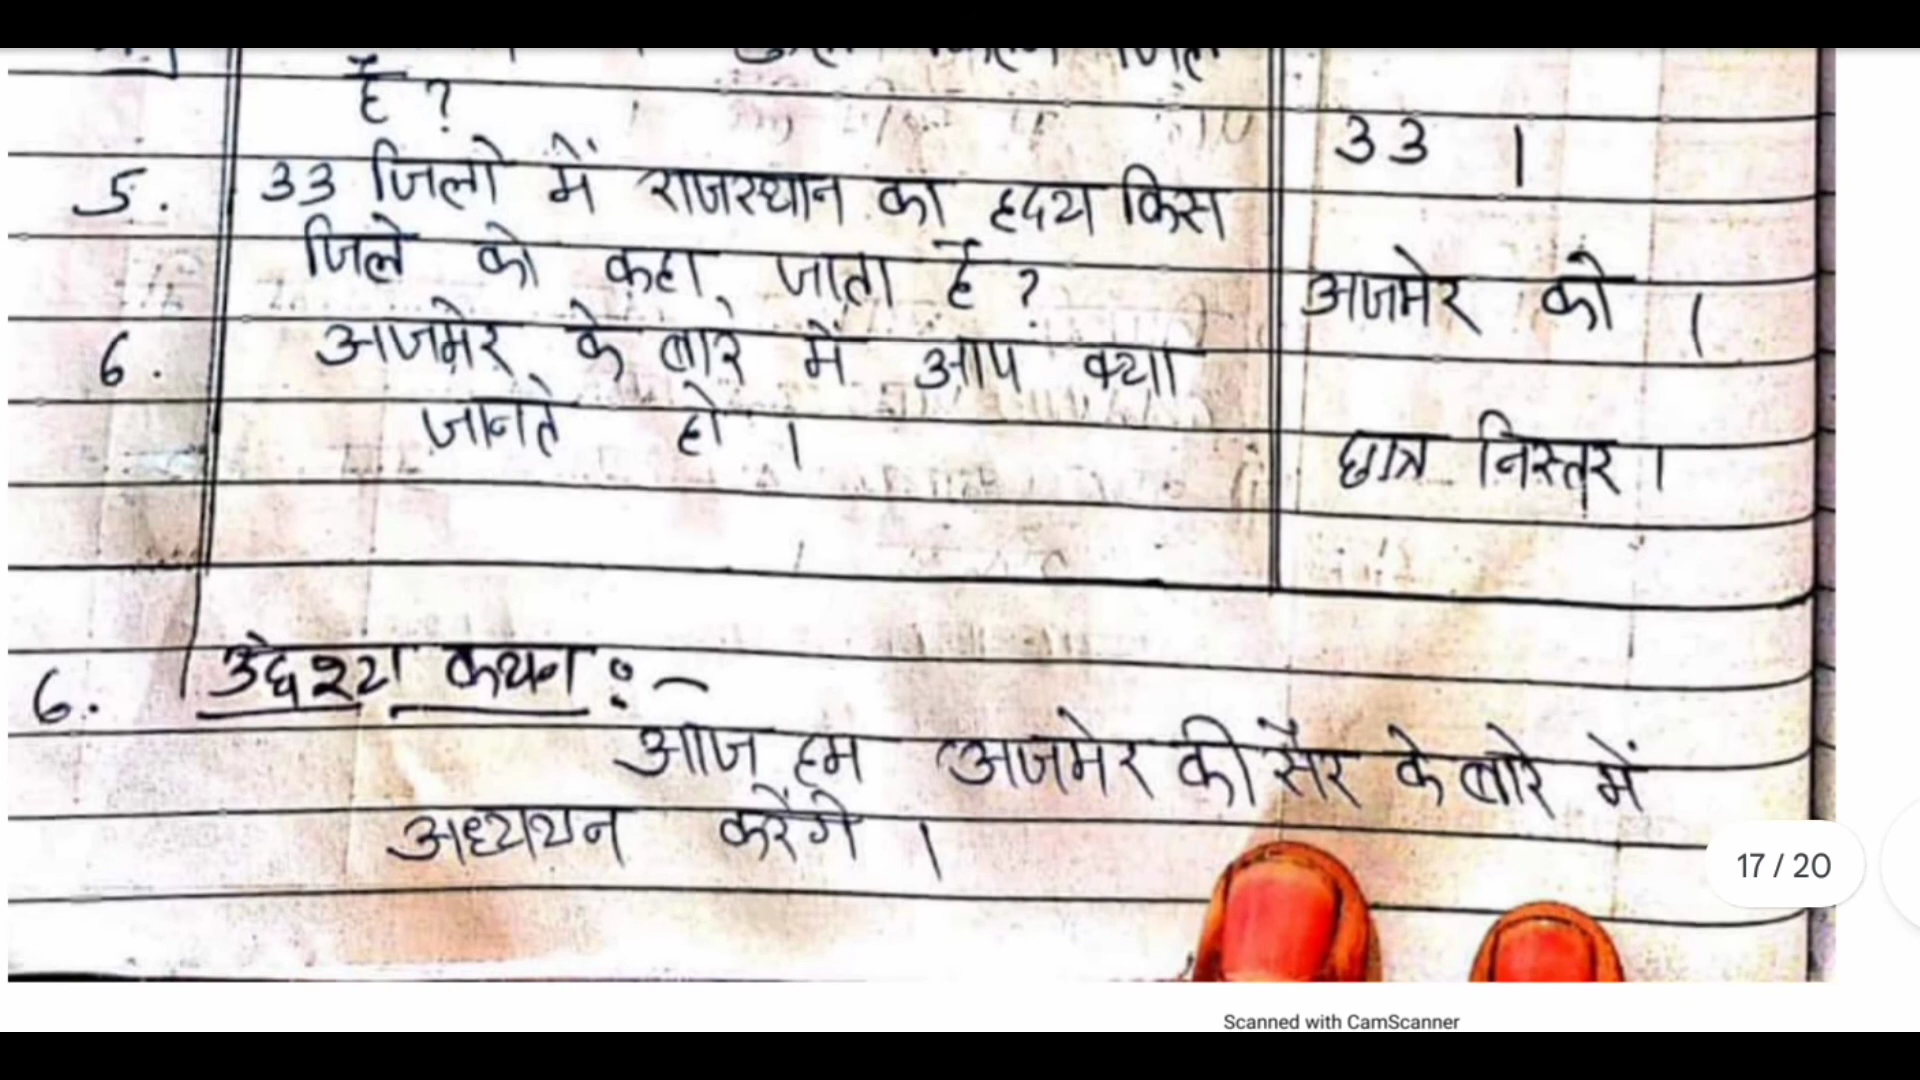 है ?
33 ।
5. 33 जिलो में राजस्थान का हृदय किस
जिले को कहा जाता है ?
अजमेर को ।
6. अजमेर के बारे में आप क्या
जानते हो ।
छात्र निरूत्तर ।
6. उद्देश्य कथन :-
आज हम अजमेर की सैर के बारे में
अध्ययन करेंगे ।
17 / 20
Scanned with CamScanner